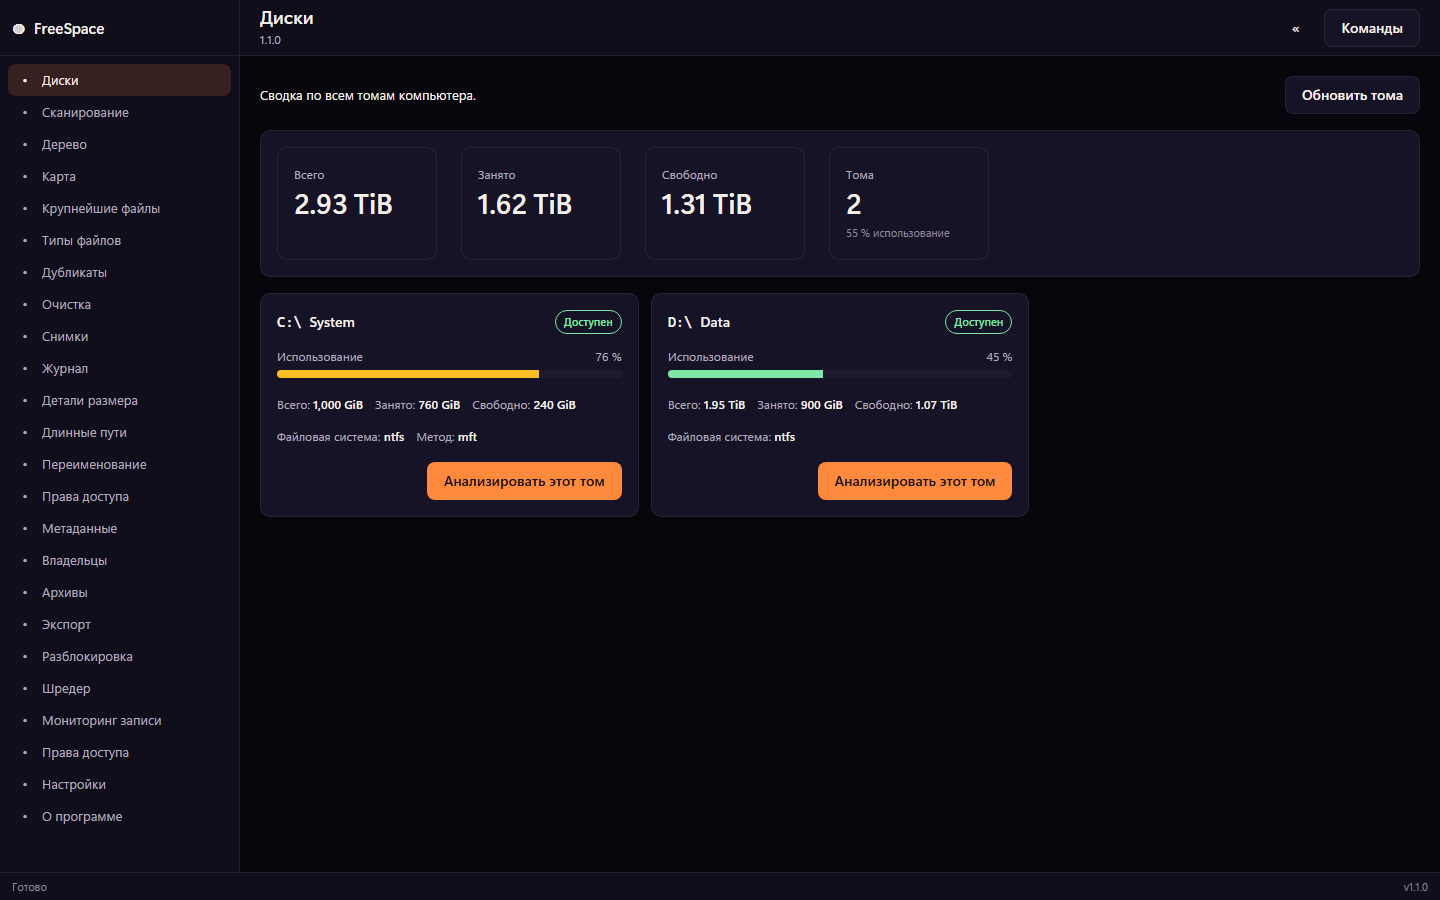 FreeSpace
Диски
1.1.0
«
Команды
Диски
Сканирование
Дерево
Карта
Крупнейшие файлы
Типы файлов
Дубликаты
Очистка
Снимки
Журнал
Детали размера
Длинные пути
Переименование
Права доступа
Метаданные
Владельцы
Архивы
Экспорт
Разблокировка
Шредер
Мониторинг записи
Права доступа
Настройки
О программе
Сводка по всем томам компьютера.
Обновить тома
Всего
2.93 TiB
Занято
1.62 TiB
Свободно
1.31 TiB
Тома
2
55 % использование
C:\ System
Доступен
Использование 76 %
Всего: 1,000 GiB Занято: 760 GiB Свободно: 240 GiB
Файловая система: ntfs Метод: mft
Анализировать этот том
D:\ Data
Доступен
Использование 45 %
Всего: 1.95 TiB Занято: 900 GiB Свободно: 1.07 TiB
Файловая система: ntfs
Анализировать этот том
Готово
v1.1.0